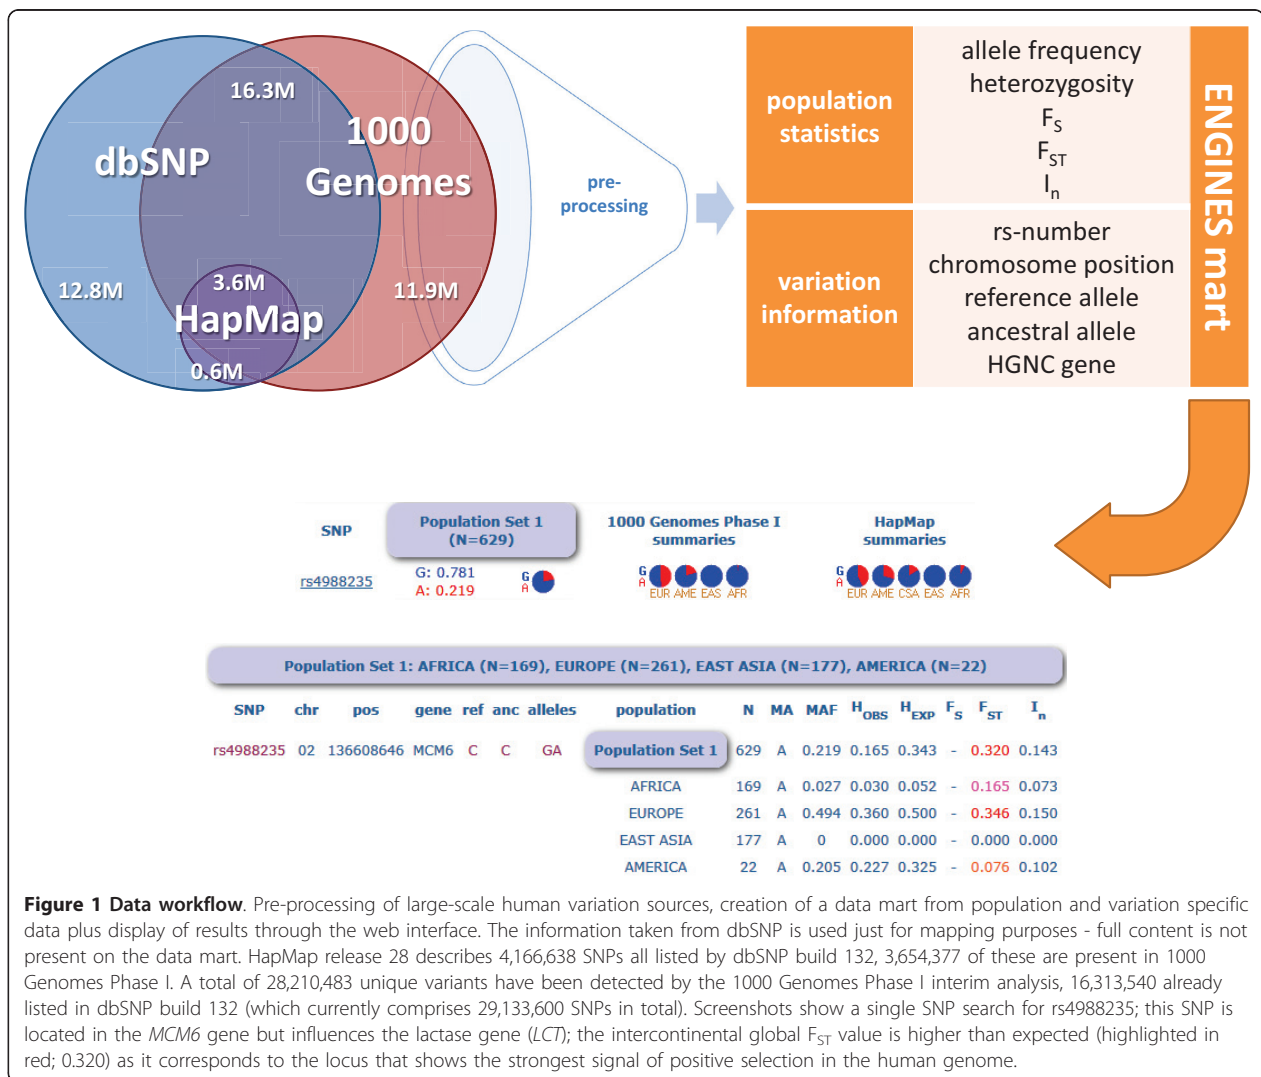 16.3M
dbSNP
1000
Genomes
12.8M
3.6M
11.9M
HapMap
0.6M
pre-
processing
population
statistics
allele frequency
heterozygosity
FS
FST
In
variation
information
rs-number
chromosome position
reference allele
ancestral allele
HGNC gene
ENGINES mart
SNP
Population Set 1
(N=629)
1000 Genomes Phase I
summaries
HapMap
summaries
rs4988235
G: 0.781
A: 0.219
G
A
G
A
EUR AME EAS AFR
G
A
EUR AME CSA EAS AFR
Population Set 1: AFRICA (N=169), EUROPE (N=261), EAST ASIA (N=177), AMERICA (N=22)
SNP chr pos gene ref anc alleles population N MA MAF HOBS HEXP FS FST In
rs4988235 02 136608646 MCM6 C C GA Population Set 1 629 A 0.219 0.165 0.343 - 0.320 0.143
AFRICA 169 A 0.027 0.030 0.052 - 0.165 0.073
EUROPE 261 A 0.494 0.360 0.500 - 0.346 0.150
EAST ASIA 177 A 0 0.000 0.000 - 0.000 0.000
AMERICA 22 A 0.205 0.227 0.325 - 0.076 0.102
Figure 1 Data workflow. Pre-processing of large-scale human variation sources, creation of a data mart from population and variation specific
data plus display of results through the web interface. The information taken from dbSNP is used just for mapping purposes - full content is not
present on the data mart. HapMap release 28 describes 4,166,638 SNPs all listed by dbSNP build 132, 3,654,377 of these are present in 1000
Genomes Phase I. A total of 28,210,483 unique variants have been detected by the 1000 Genomes Phase I interim analysis, 16,313,540 already
listed in dbSNP build 132 (which currently comprises 29,133,600 SNPs in total). Screenshots show a single SNP search for rs4988235; this SNP is
located in the MCM6 gene but influences the lactase gene (LCT); the intercontinental global FST value is higher than expected (highlighted in
red; 0.320) as it corresponds to the locus that shows the strongest signal of positive selection in the human genome.